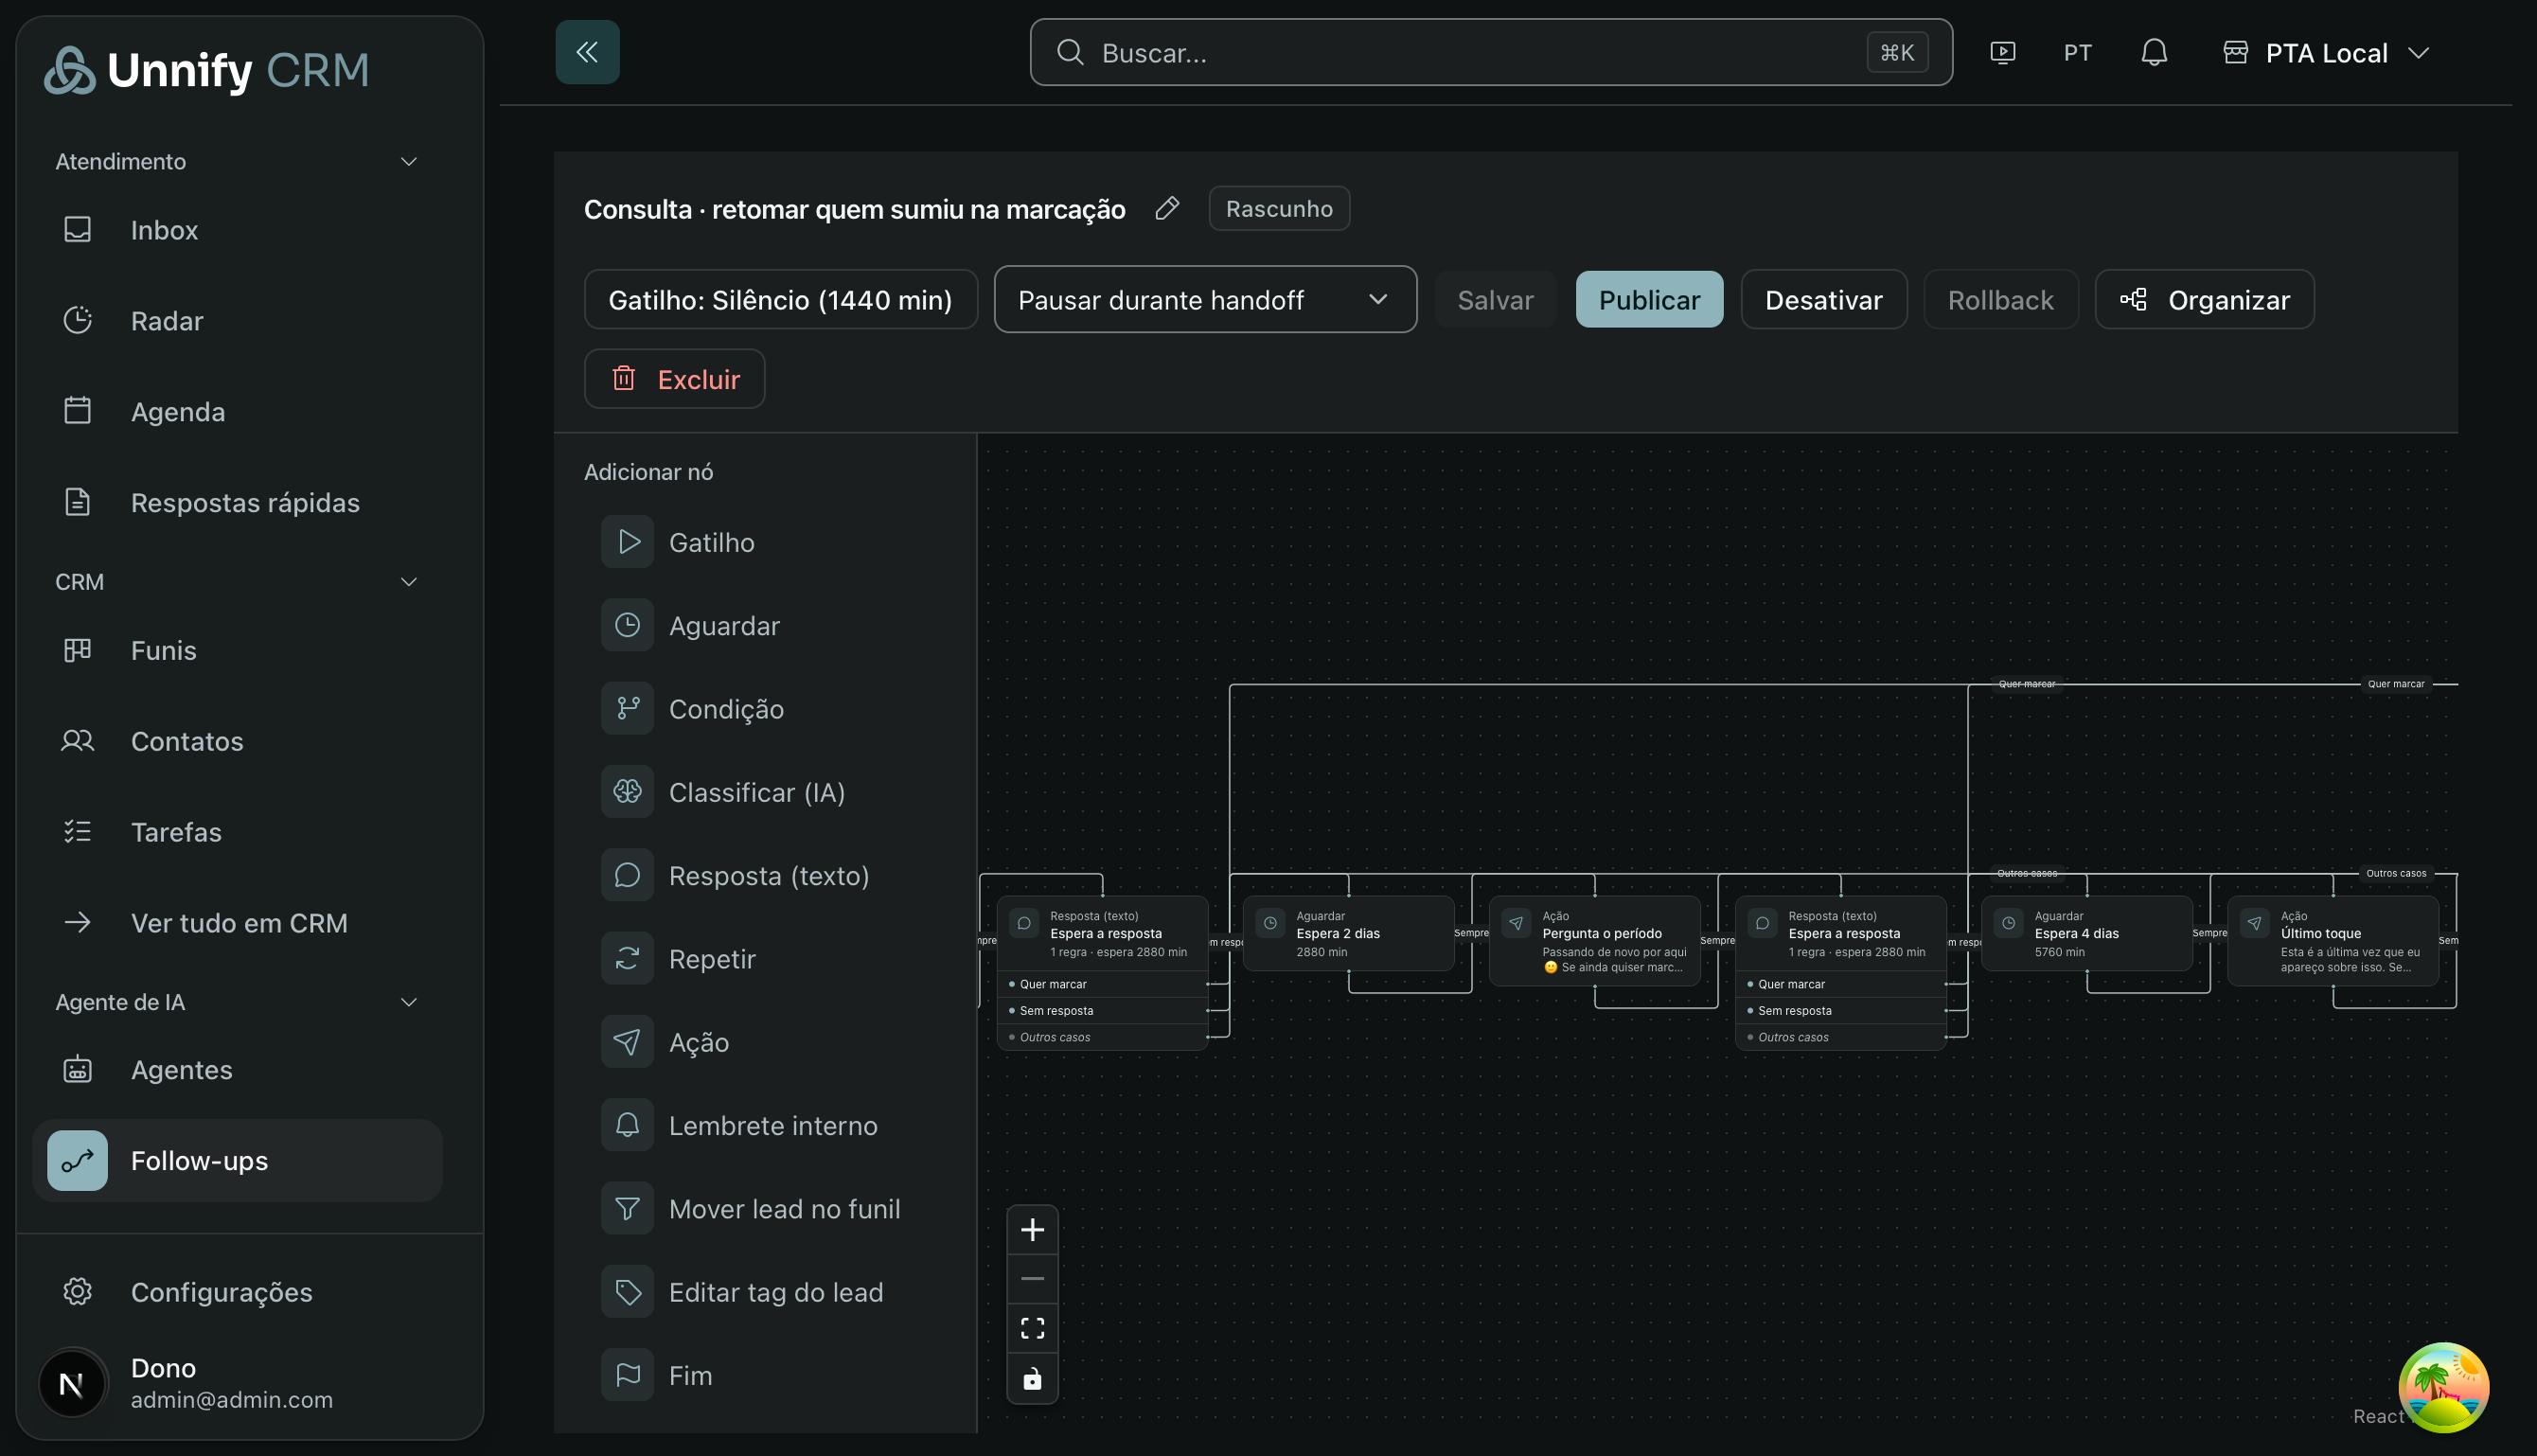 Unnify CRM
Atendimento
Inbox
Radar
Agenda
Respostas rápidas
CRM
Funis
Contatos
Tarefas
Ver tudo em CRM
Agente de IA
Agentes
Follow-ups
Configurações
N
Dono
admin@admin.com
Buscar...
⌘K
PT
PTA Local
Consulta · retomar quem sumiu na marcação
Rascunho
Gatilho: Silêncio (1440 min)
Pausar durante handoff
Salvar
Publicar
Desativar
Rollback
Organizar
Excluir
Adicionar nó
Gatilho
Aguardar
Condição
Classificar (IA)
Resposta (texto)
Repetir
Ação
Lembrete interno
Mover lead no funil
Editar tag do lead
Fim
Quer marcar
Quer marcar
Outros casos
Outros casos
Resposta (texto)
Espera a resposta
1 regra · espera 2880 min
Quer marcar
Sem resposta
Outros casos
Aguardar
Espera 2 dias
2880 min
Sempre
Ação
Pergunta o período
Passando de novo por aqui
🙂 Se ainda quiser marc...
Sempre
Resposta (texto)
Espera a resposta
1 regra · espera 2880 min
Quer marcar
Sem resposta
Outros casos
Aguardar
Espera 4 dias
5760 min
Sempre
Ação
Último toque
Esta é a última vez que eu
apareço sobre isso. Se...
React